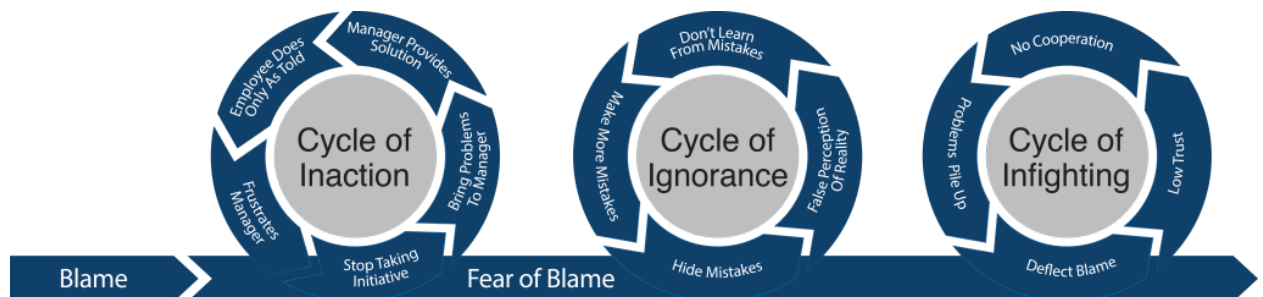 Manager Provides
Solution
Employee Does
Only As Told
Frustrates
Manager
Stop Taking
Initiative
Bring Problems
To Manager
Cycle of
Inaction
Don't Learn
From Mistakes
Make More Mistakes
Hide Mistakes
False Perception
Of Reality
Cycle of
Ignorance
No Cooperation
Problems Pile Up
Deflect Blame
Low Trust
Cycle of
Infighting
Blame
Fear of Blame